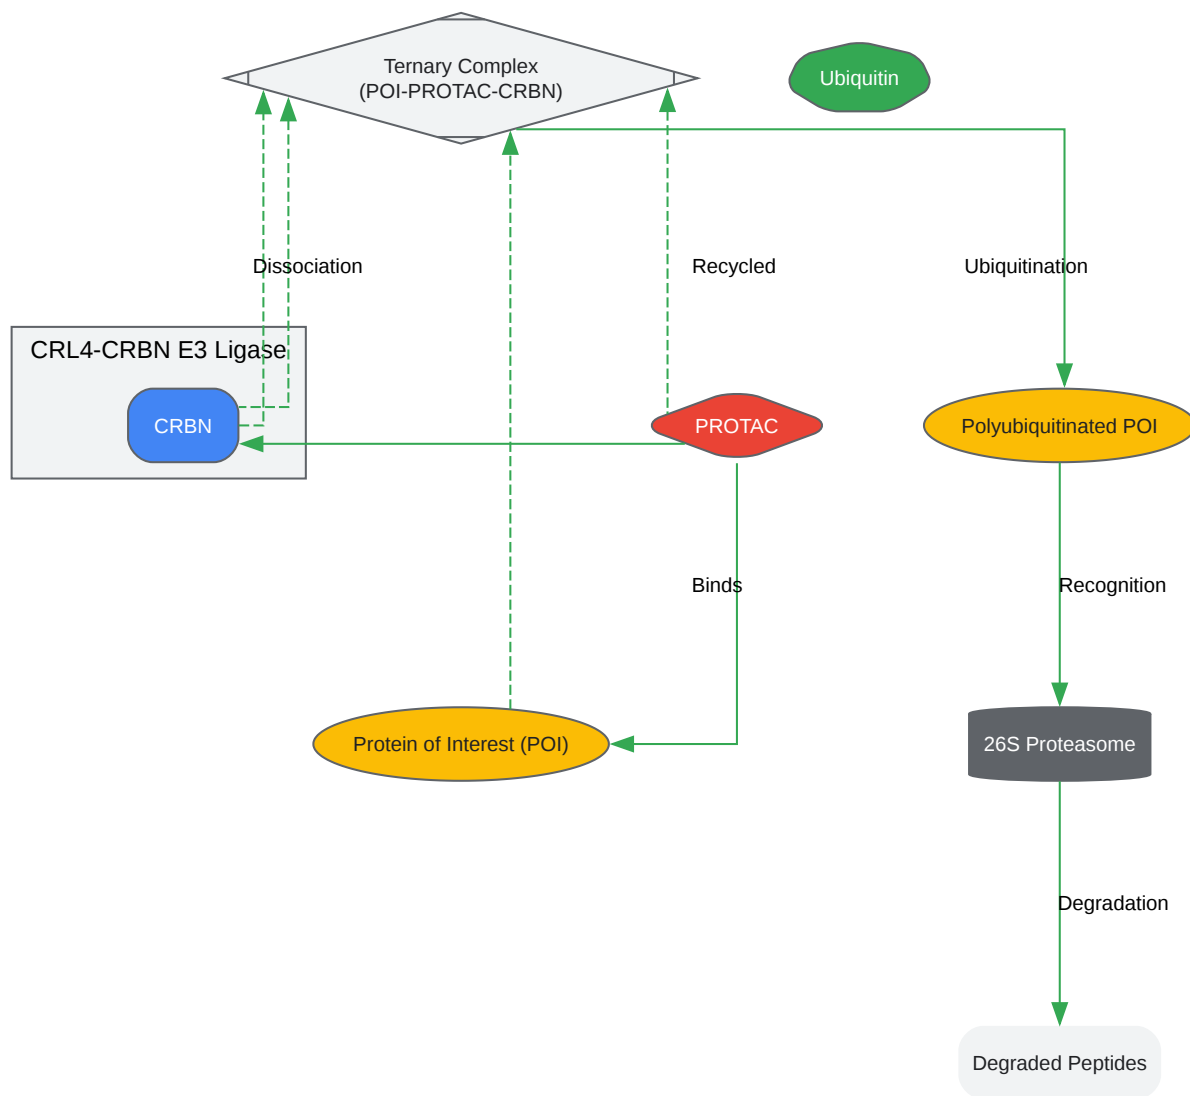 Ternary Complex
(POI-PROTAC-CRBN)
Ubiquitin
Dissociation
Recycled
Ubiquitination
CRL4-CRBN E3 Ligase
CRBN
PROTAC
Polyubiquitinated POI
Binds
Recognition
Protein of Interest (POI)
26S Proteasome
Degradation
Degraded Peptides